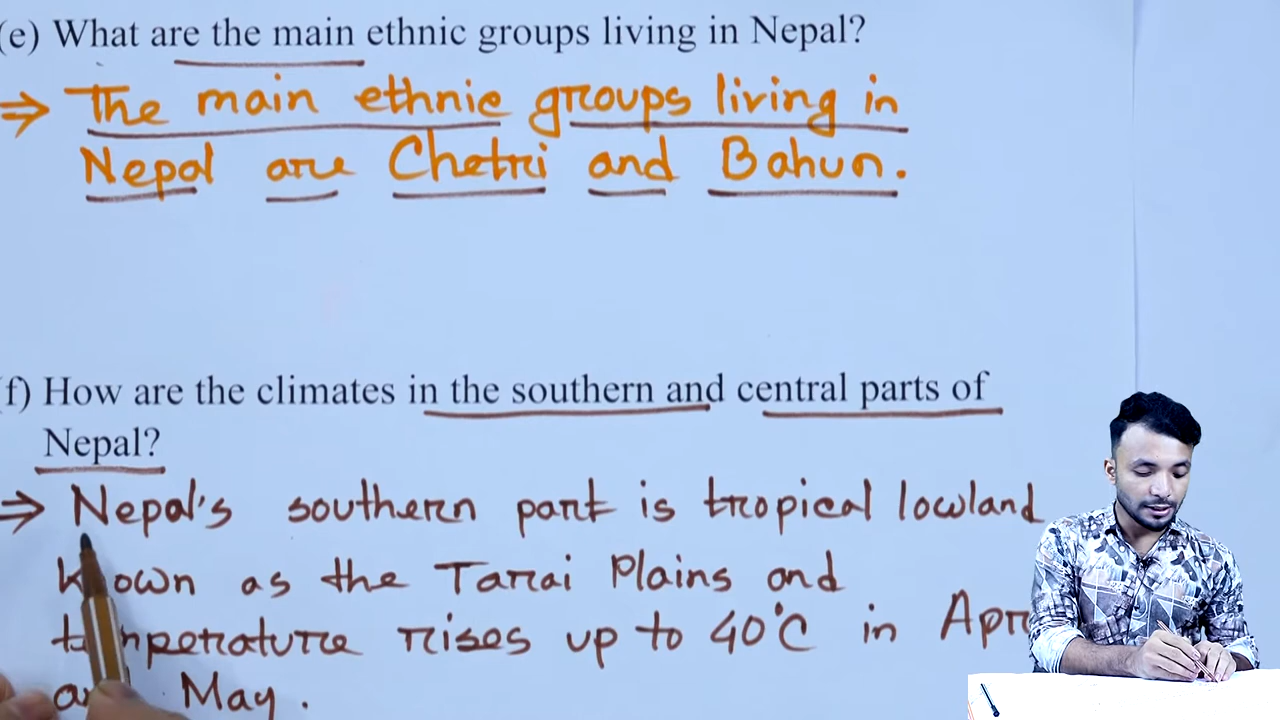 (e) What are the main ethnic groups living in Nepal?
⇒ The main ethnic groups living in
Nepal are Chetri and Bahun.
f) How are the climates in the southern and central parts of
Nepal?
⇒ Nepal's southern part is tropical lowland
known as the Tarai Plains and
temperature rises up to 40°C in
May.